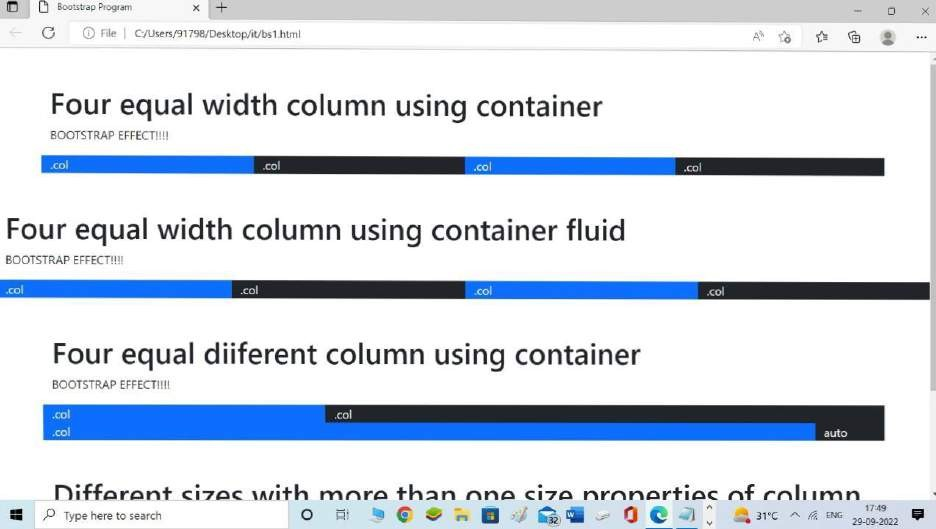 Bootstrap Program
File | C:/Users/91798/Desktop/it/bs1.html
Four equal width column using container
BOOTSTRAP EFFECT!!!!
.col .col .col .col
Four equal width column using container fluid
BOOTSTRAP EFFECT!!!!
.col .col .col .col
Four equal diiferent column using container
BOOTSTRAP EFFECT!!!!
.col .col
.col auto
Different sizes with more than one size properties of column
Type here to search 32 31°C ENG 17:49
29-09-2022